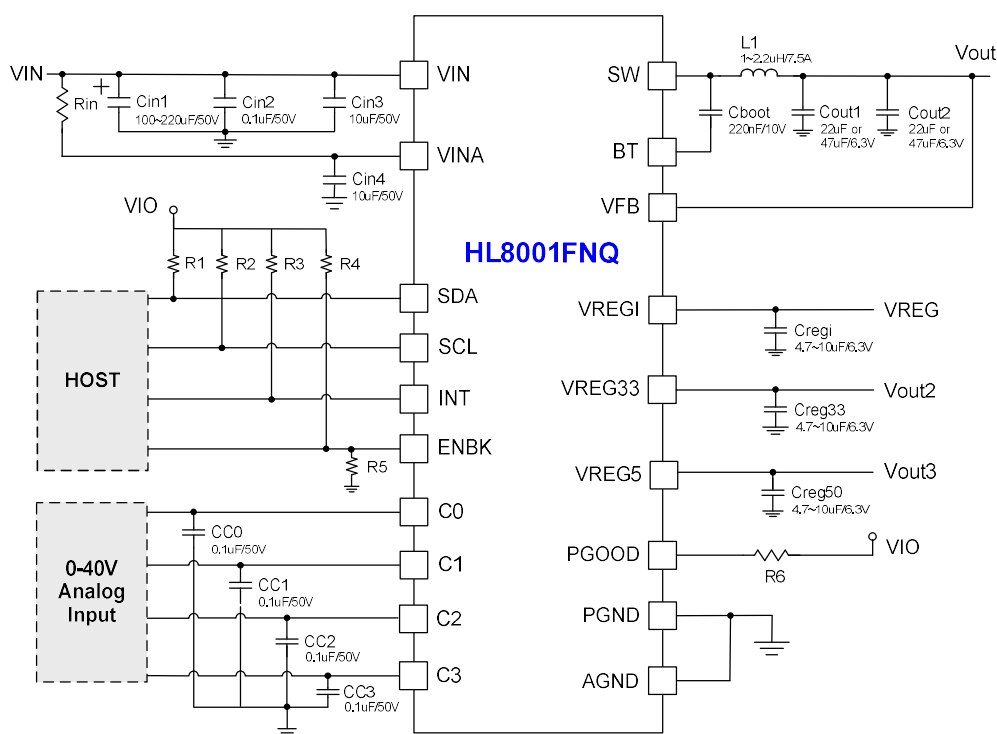 VIN
Rin
+
Cin1
100~220uF/50V
Cin2
0.1uF/50V
Cin3
10uF/50V
VIN
VINA
Cin4
10uF/50V
VIO
R1
R2
R3
R4
R5
HOST
SDA
SCL
INT
ENBK
0-40V
Analog
Input
CC0
0.1uF/50V
CC1
0.1uF/50V
CC2
0.1uF/50V
CC3
0.1uF/50V
C0
C1
C2
C3
HL8001FNQ
SW
BT
VFB
L1
1~2.2uH/7.5A
Vout
Cboot
220nF/10V
Cout1
22uF or
47uF/6.3V
Cout2
22uF or
47uF/6.3V
VREGI
VREG
Cregi
4.7~10uF/6.3V
VREG33
Vout2
Creg33
4.7~10uF/6.3V
VREG5
Vout3
Creg50
4.7~10uF/6.3V
PGOOD
R6
VIO
PGND
AGND